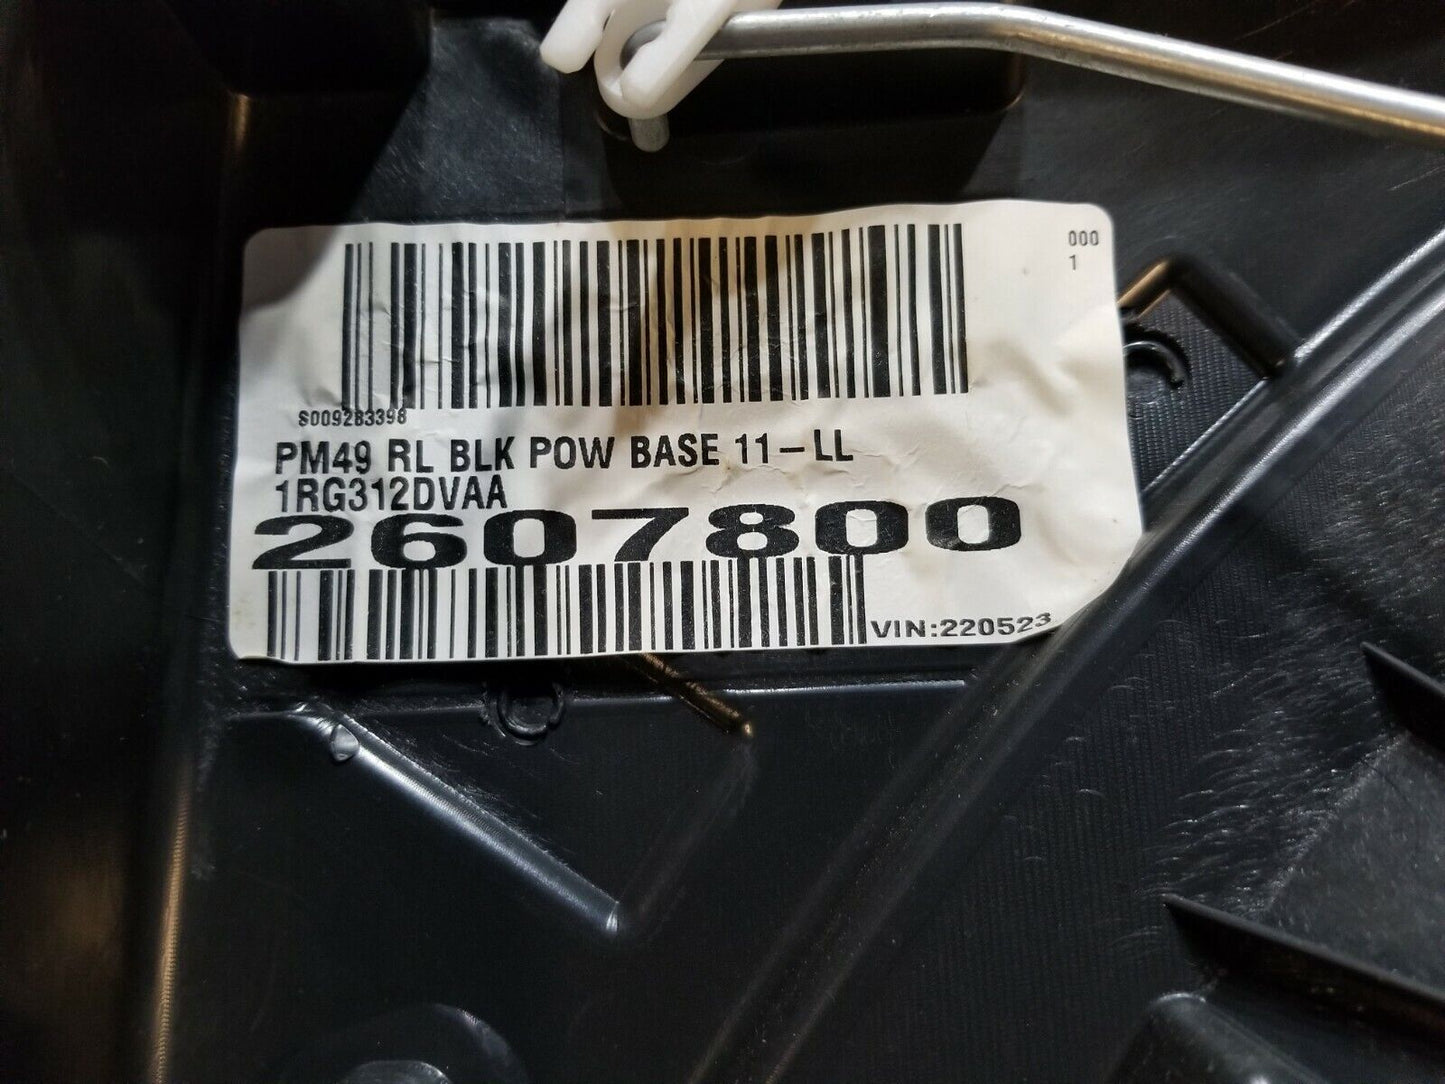 000
1
S009283398
PM49 RL BLK POW BASE 11-LL
1RG312DVAA
2607800
VIN:220523